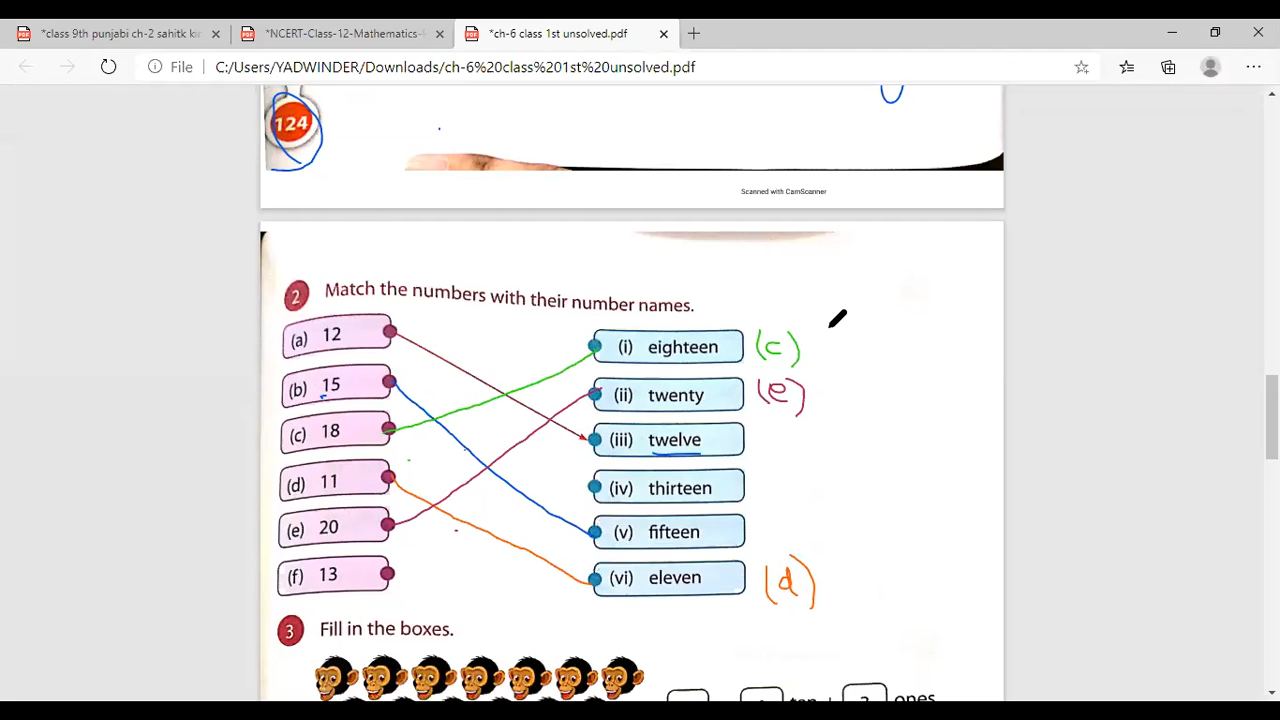 *class 9th punjabi ch-2 sahitk kir
*NCERT-Class-12-Mathematics-
*ch-6 class 1st unsolved.pdf
File
C:/Users/YADWINDER/Downloads/ch-6%20class%201st%20unsolved.pdf
124
Scanned with CamScanner
2 Match the numbers with their number names.
(a) 12 (i) eighteen (c)
(b) 15 (ii) twenty (e)
(c) 18 (iii) twelve
(d) 11 (iv) thirteen
(e) 20 (v) fifteen
(f) 13 (vi) eleven (d)
3 Fill in the boxes.
ones